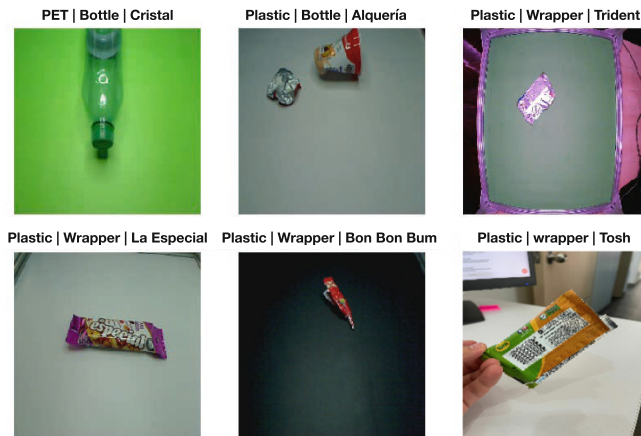 PET | Bottle | Cristal
Plastic | Bottle | Alquería
Plastic | Wrapper | Trident
Plastic | Wrapper | La Especial
Plastic | Wrapper | Bon Bon Bum
Plastic | wrapper | Tosh
especial